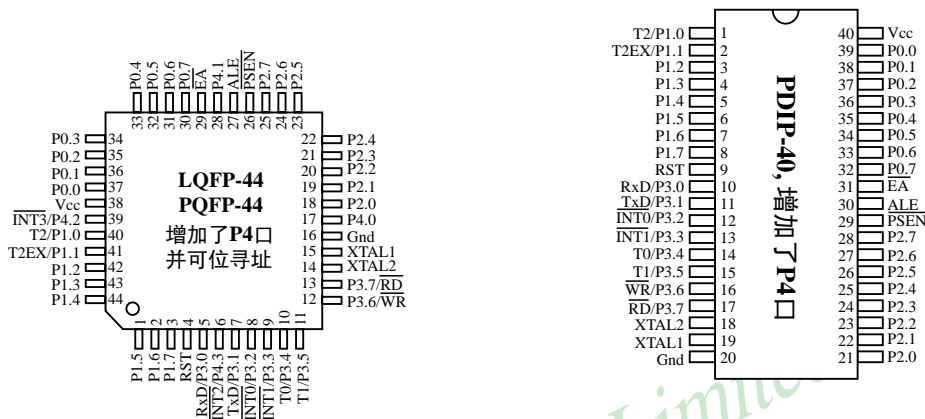 P0.4
P0.5
P0.6
P0.7
EA
P4.1
ALE
PSEN
P2.7
P2.6
P2.5
33
32
31
30
29
28
27
26
25
24
23
P0.3 34
P0.2 35
P0.1 36
P0.0 37
Vcc 38
INT3/P4.2 39
T2/P1.0 40
T2EX/P1.1 41
P1.2 42
P1.3 43
P1.4 44
LQFP-44
PQFP-44
增加了P4口
并可位寻址
22 P2.4
21 P2.3
20 P2.2
19 P2.1
18 P2.0
17 P4.0
16 Gnd
15 XTAL1
14 XTAL2
13 P3.7/RD
12 P3.6/WR
1
2
3
4
5
6
7
8
9
10
11
P1.5
P1.6
P1.7
RST
RxD/P3.0
INT2/P4.3
TxD/P3.1
INT0/P3.2
INT1/P3.3
T0/P3.4
T1/P3.5
T2/P1.0 1
T2EX/P1.1 2
P1.2 3
P1.3 4
P1.4 5
P1.5 6
P1.6 7
P1.7 8
RST 9
RxD/P3.0 10
TxD/P3.1 11
INT0/P3.2 12
INT1/P3.3 13
T0/P3.4 14
T1/P3.5 15
WR/P3.6 16
RD/P3.7 17
XTAL2 18
XTAL1 19
Gnd 20
PDIP-40, 增加了P4口
40 Vcc
39 P0.0
38 P0.1
37 P0.2
36 P0.3
35 P0.4
34 P0.5
33 P0.6
32 P0.7
31 EA
30 ALE
29 PSEN
28 P2.7
27 P2.6
26 P2.5
25 P2.4
24 P2.3
23 P2.2
22 P2.1
21 P2.0
Limited